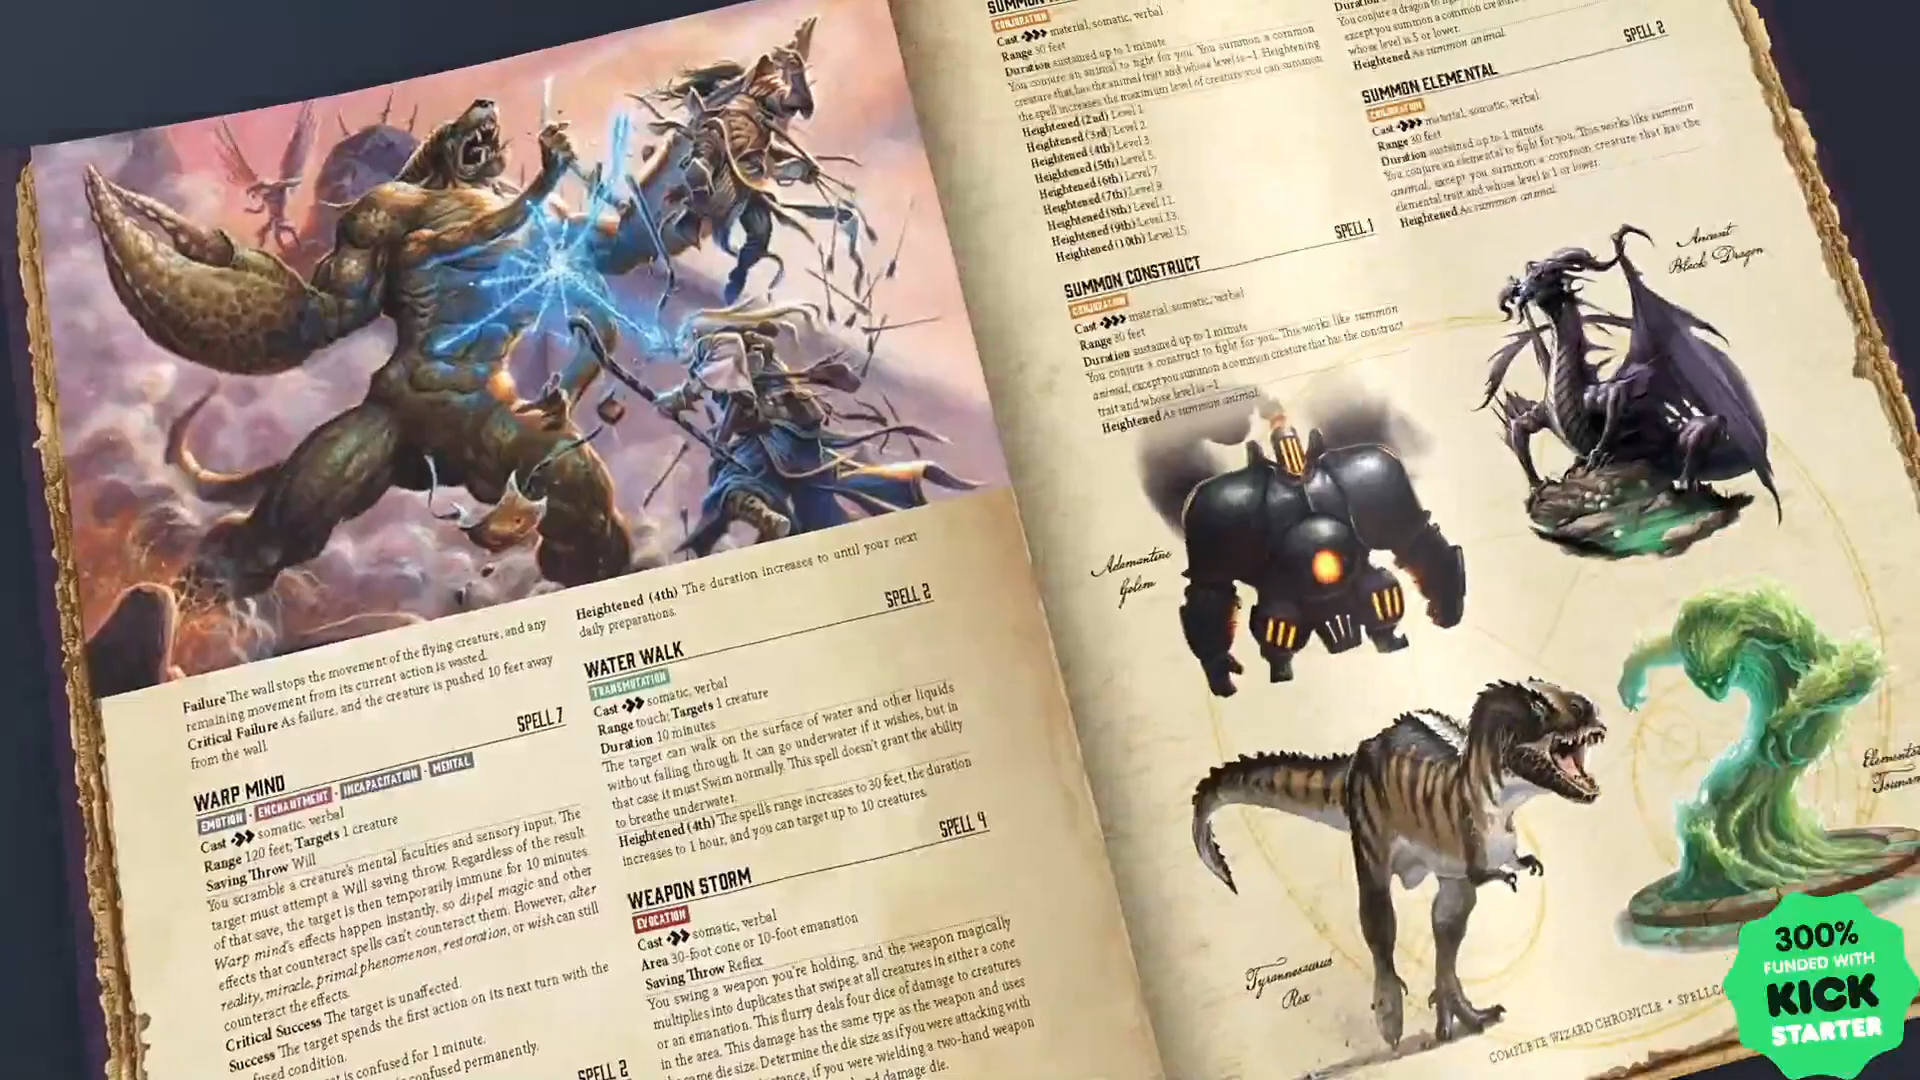 Failure The wall stops the movement of the flying creature, and any
remaining movement from its current action is wasted.
Critical Failure As failure, and the creature is pushed 10 feet away
from the wall.
WARP MIND
SPELL 7
EMOTION · ENCHANTMENT · INCAPACITATION · MENTAL
Cast somatic, verbal
Range 120 feet; Targets 1 creature
Saving Throw Will
You scramble a creature's mental faculties and sensory input. The
target must attempt a Will saving throw. Regardless of the result
of that save, the target is then temporarily immune for 10 minutes.
Warp mind's effects happen instantly, so dispel magic and other
effects that counteract spells can't counteract them. However, alter
reality, miracle, primal phenomenon, restoration, or wish can still
counteract the effects.
Critical Success The target is unaffected.
Success The target spends the first action on its next turn with the
fused condition.
is confused for 1 minute.
confused permanently.
SPELL 2
Heightened (4th) The duration increases to until your next
daily preparations.
WATER WALK
SPELL 2
TRANSMUTATION
Cast somatic, verbal
Range touch; Targets 1 creature
Duration 10 minutes
The target can walk on the surface of water and other liquids
without falling through. It can go underwater if it wishes, but in
that case it must Swim normally. This spell doesn't grant the ability
to breathe underwater.
Heightened (4th) The spell's range increases to 30 feet, the duration
increases to 1 hour, and you can target up to 10 creatures.
WEAPON STORM
SPELL 4
EVOCATION
Cast somatic, verbal
Area 30-foot cone or 10-foot emanation
Saving Throw Reflex
You swing a weapon you're holding, and the weapon magically
multiplies into duplicates that swipe at all creatures in either a cone
or an emanation. This flurry deals four dice of damage to creatures
in the area. This damage has the same type as the weapon and uses
same die size. Determine the die size as if you were attacking with
if you were wielding a two-hand weapon
damage die.
SUMMON
CONJURATION
Cast material, somatic, verbal
Range 30 feet
Duration sustained up to 1 minute
You conjure an animal to fight for you. You summon a common
creature that has the animal trait and whose level is -1. Heightening
the spell increases the maximum level of creature you can summon
Heightened (2nd) Level 1.
Heightened (3rd) Level 2.
Heightened (4th) Level 3.
Heightened (5th) Level 5.
Heightened (6th) Level 7.
Heightened (7th) Level 9.
Heightened (8th) Level 11.
Heightened (9th) Level 13.
Heightened (10th) Level 15.
SUMMON CONSTRUCT
SPELL 1
CONJURATION
Cast material, somatic, verbal
Range 30 feet
Duration sustained up to 1 minute
You conjure a construct to fight for you. This works like summon
animal, except you summon a common creature that has the construct
trait and whose level is -1
Heightened As summon animal.
You conjure a dragon to
except you summon a common
whose level is 5 or lower.
Heightened As summon animal.
SUMMON ELEMENTAL
SPELL 2
CONJURATION
Cast material, somatic, verbal
Range 30 feet
Duration sustained up to 1 minute
You conjure an elemental to fight for you. This works like summon
animal, except you summon a common creature that has the
elemental trait and whose level is 1 or lower.
Heightened As summon animal.
Ancient
Black Dragon
Adamantine
Golem
Tyrannosaurus
Rex
COMPLETE WIZARD CHRONICLE •
300%
FUNDED WITH
KICK
STARTER